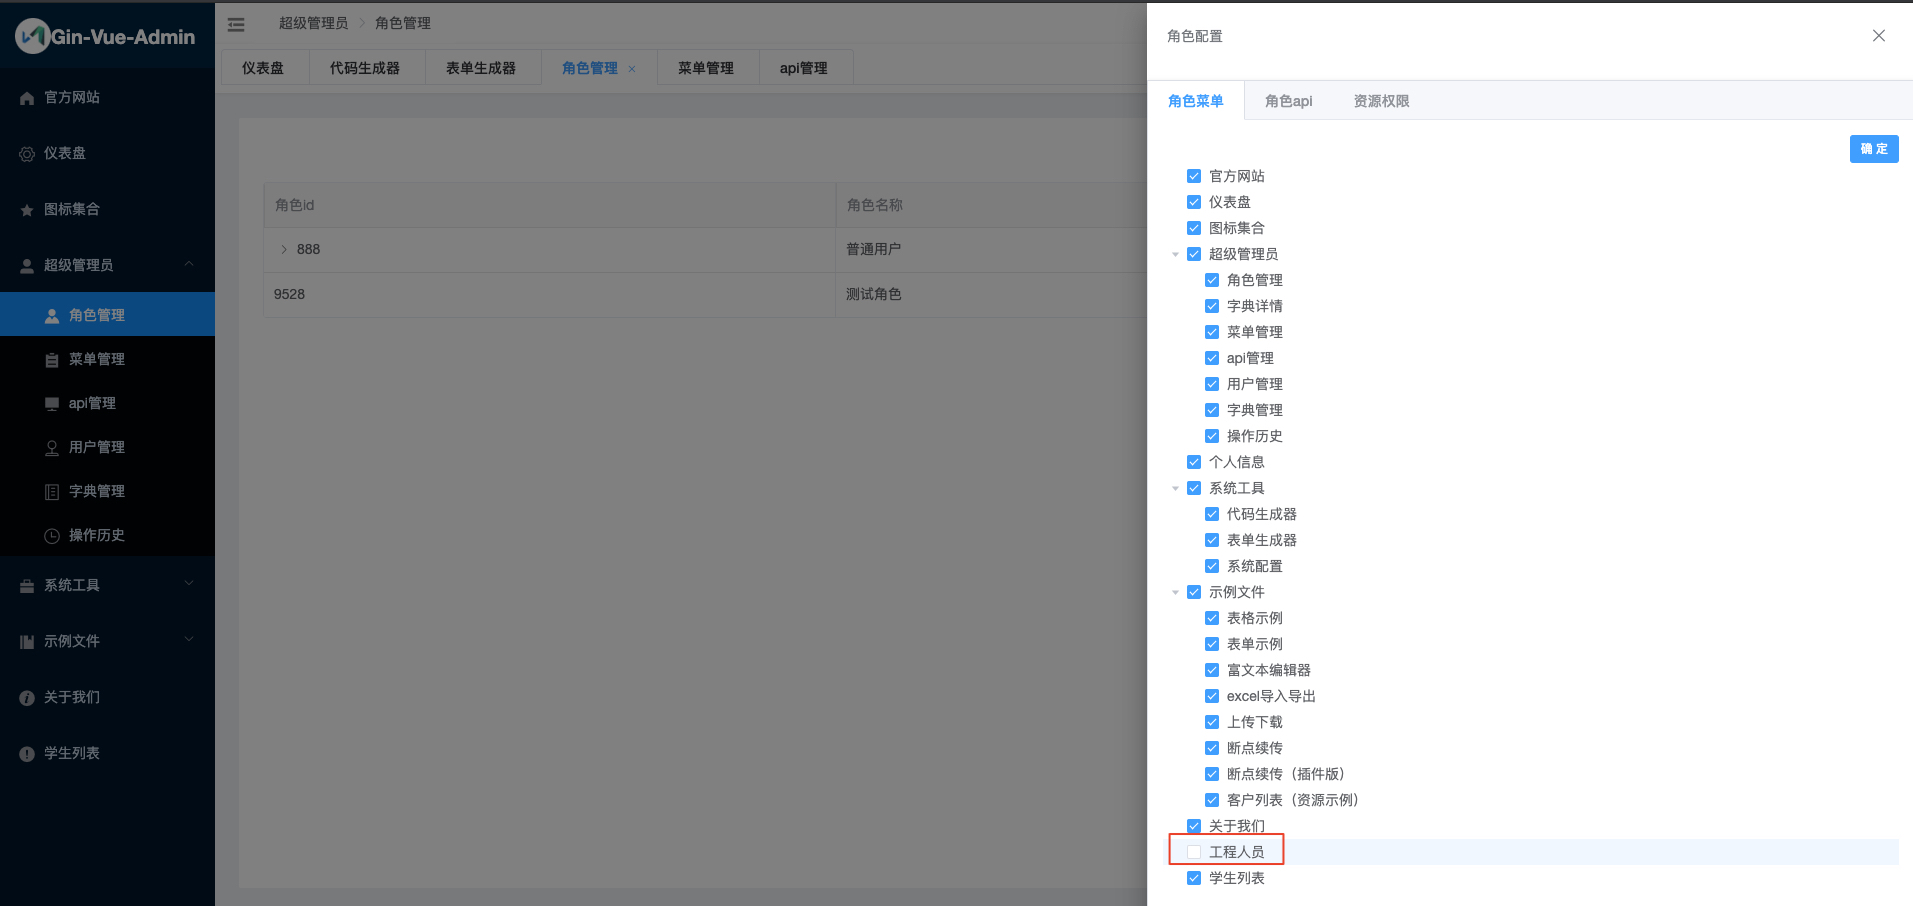 Gin-Vue-Admin
官方网站
仪表盘
图标集合
超级管理员
角色管理
菜单管理
api管理
用户管理
字典管理
操作历史
系统工具
示例文件
关于我们
学生列表
超级管理员 > 角色管理
仪表盘 代码生成器 表单生成器 角色管理 × 菜单管理 api管理
角色id 角色名称
888 普通用户
9528 测试角色
角色配置
角色菜单 角色api 资源权限
确 定
官方网站
仪表盘
图标集合
超级管理员
角色管理
字典详情
菜单管理
api管理
用户管理
字典管理
操作历史
个人信息
系统工具
代码生成器
表单生成器
系统配置
示例文件
表格示例
表单示例
富文本编辑器
excel导入导出
上传下载
断点续传
断点续传（插件版）
客户列表（资源示例）
关于我们
工程人员
学生列表